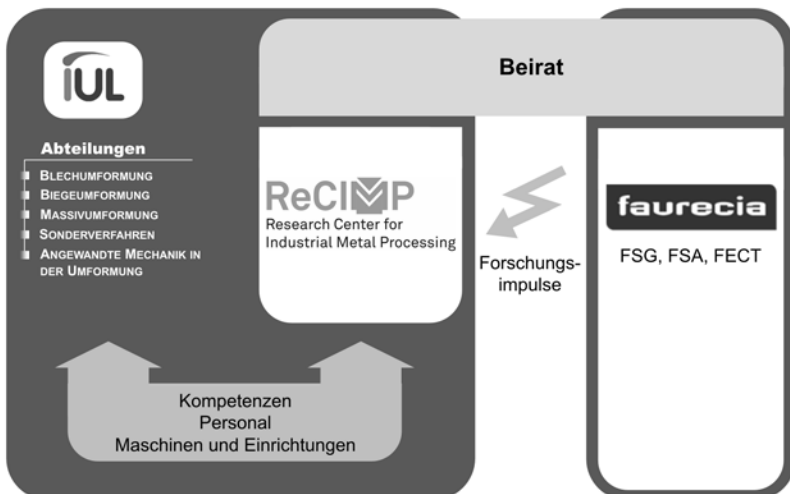 iUL
Abteilungen
BLECHUMFORMUNG
BIEGEUMFORMUNG
MASSIVUMFORMUNG
SONDERVERFAHREN
ANGEWANDTE MECHANIK IN
DER UMFORMUNG
Beirat
ReCIMP
Research Center for
Industrial Metal Processing
Forschungs-
impulse
faurecia
FSG, FSA, FECT
Kompetenzen
Personal
Maschinen und Einrichtungen